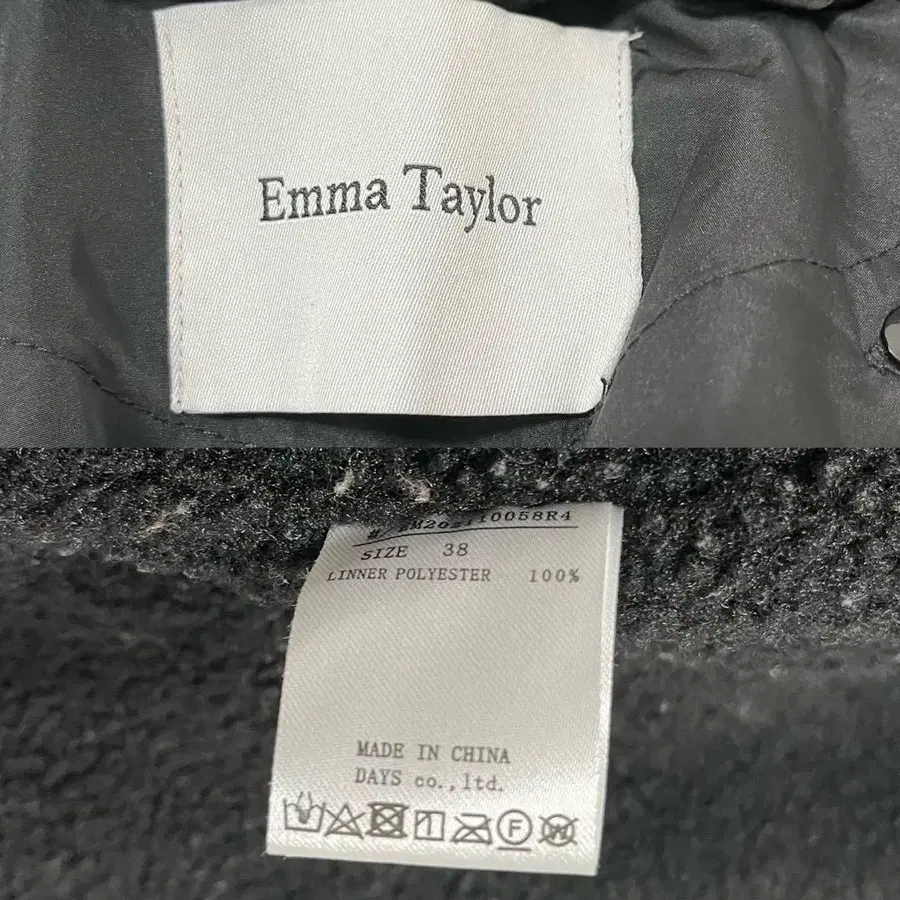 Emma Taylor
SIZE 38
LINNER POLYESTER 100%
MADE IN CHINA
DAYS co.,ltd.
F
W